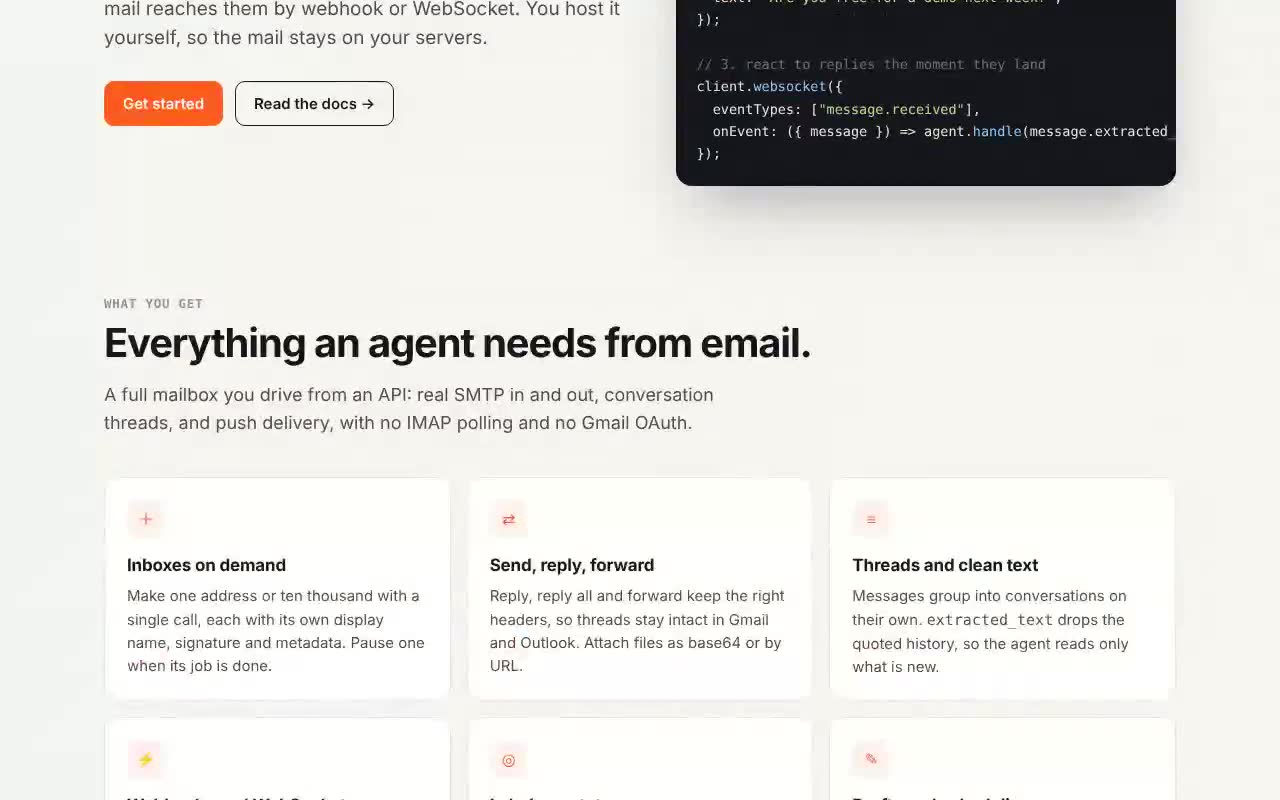 mail reaches them by webhook or WebSocket. You host it
yourself, so the mail stays on your servers.
Get started
Read the docs →
});
// 3. react to replies the moment they land
client.websocket({
eventTypes: ["message.received"],
onEvent: ({ message }) => agent.handle(message.extracted_
});
WHAT YOU GET
Everything an agent needs from email.
A full mailbox you drive from an API: real SMTP in and out, conversation
threads, and push delivery, with no IMAP polling and no Gmail OAuth.
Inboxes on demand
Make one address or ten thousand with a
single call, each with its own display
name, signature and metadata. Pause one
when its job is done.
Send, reply, forward
Reply, reply all and forward keep the right
headers, so threads stay intact in Gmail
and Outlook. Attach files as base64 or by
URL.
Threads and clean text
Messages group into conversations on
their own. extracted_text drops the
quoted history, so the agent reads only
what is new.